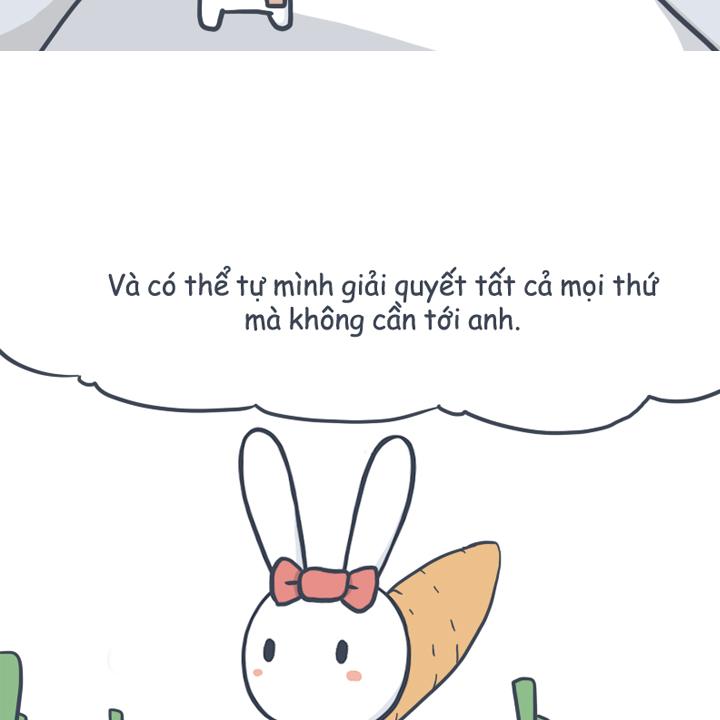 Và có thể tự mình giải quyết tất cả mọi thứ
mà không cần tới anh.